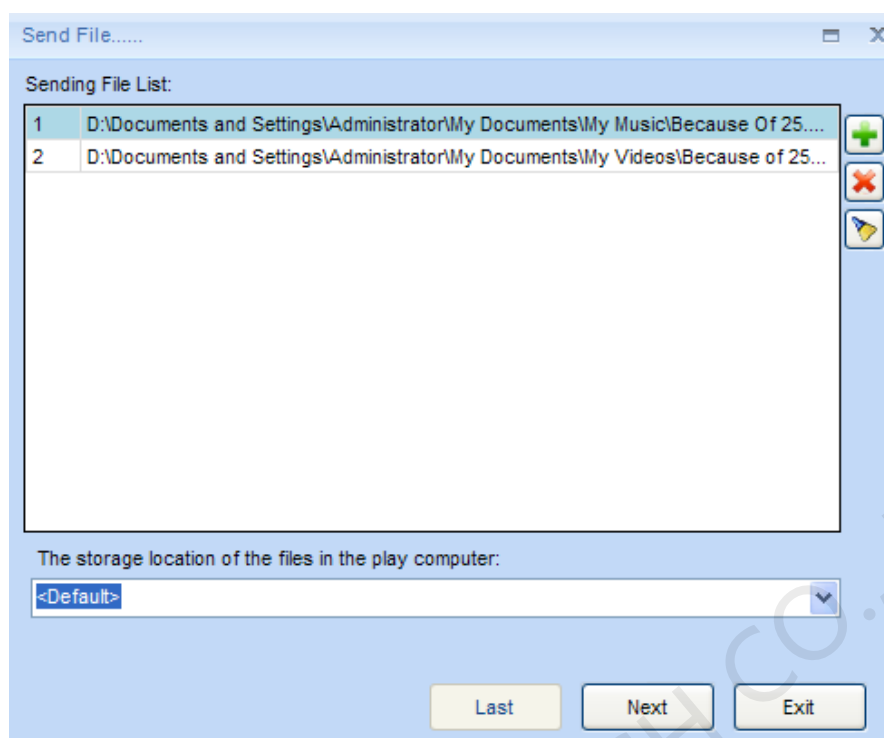 Send File......
Sending File List:
1 D:\Documents and Settings\Administrator\My Documents\My Music\Because Of 25....
2 D:\Documents and Settings\Administrator\My Documents\My Videos\Because of 25...
The storage location of the files in the play computer:
<Default>
Last Next Exit
CO.